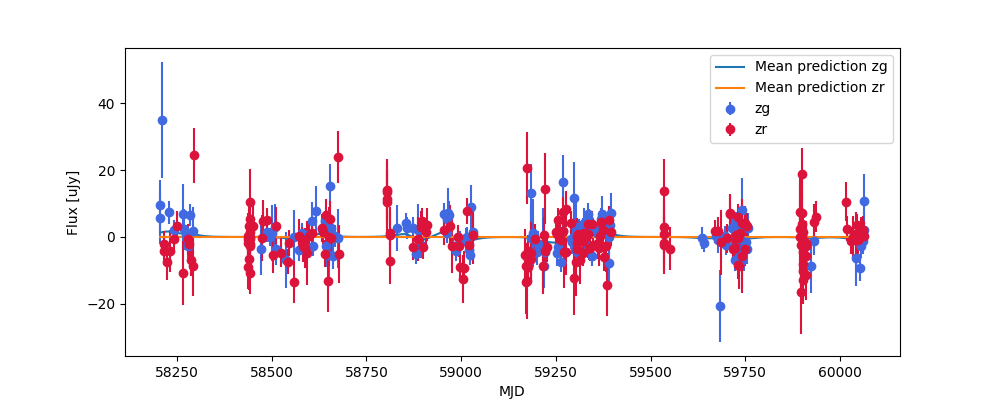 Mean prediction zg
Mean prediction zr
zg
zr
40
20
0
−20
Flux [uJy]
58250
58500
58750
59000
59250
59500
59750
60000
MJD